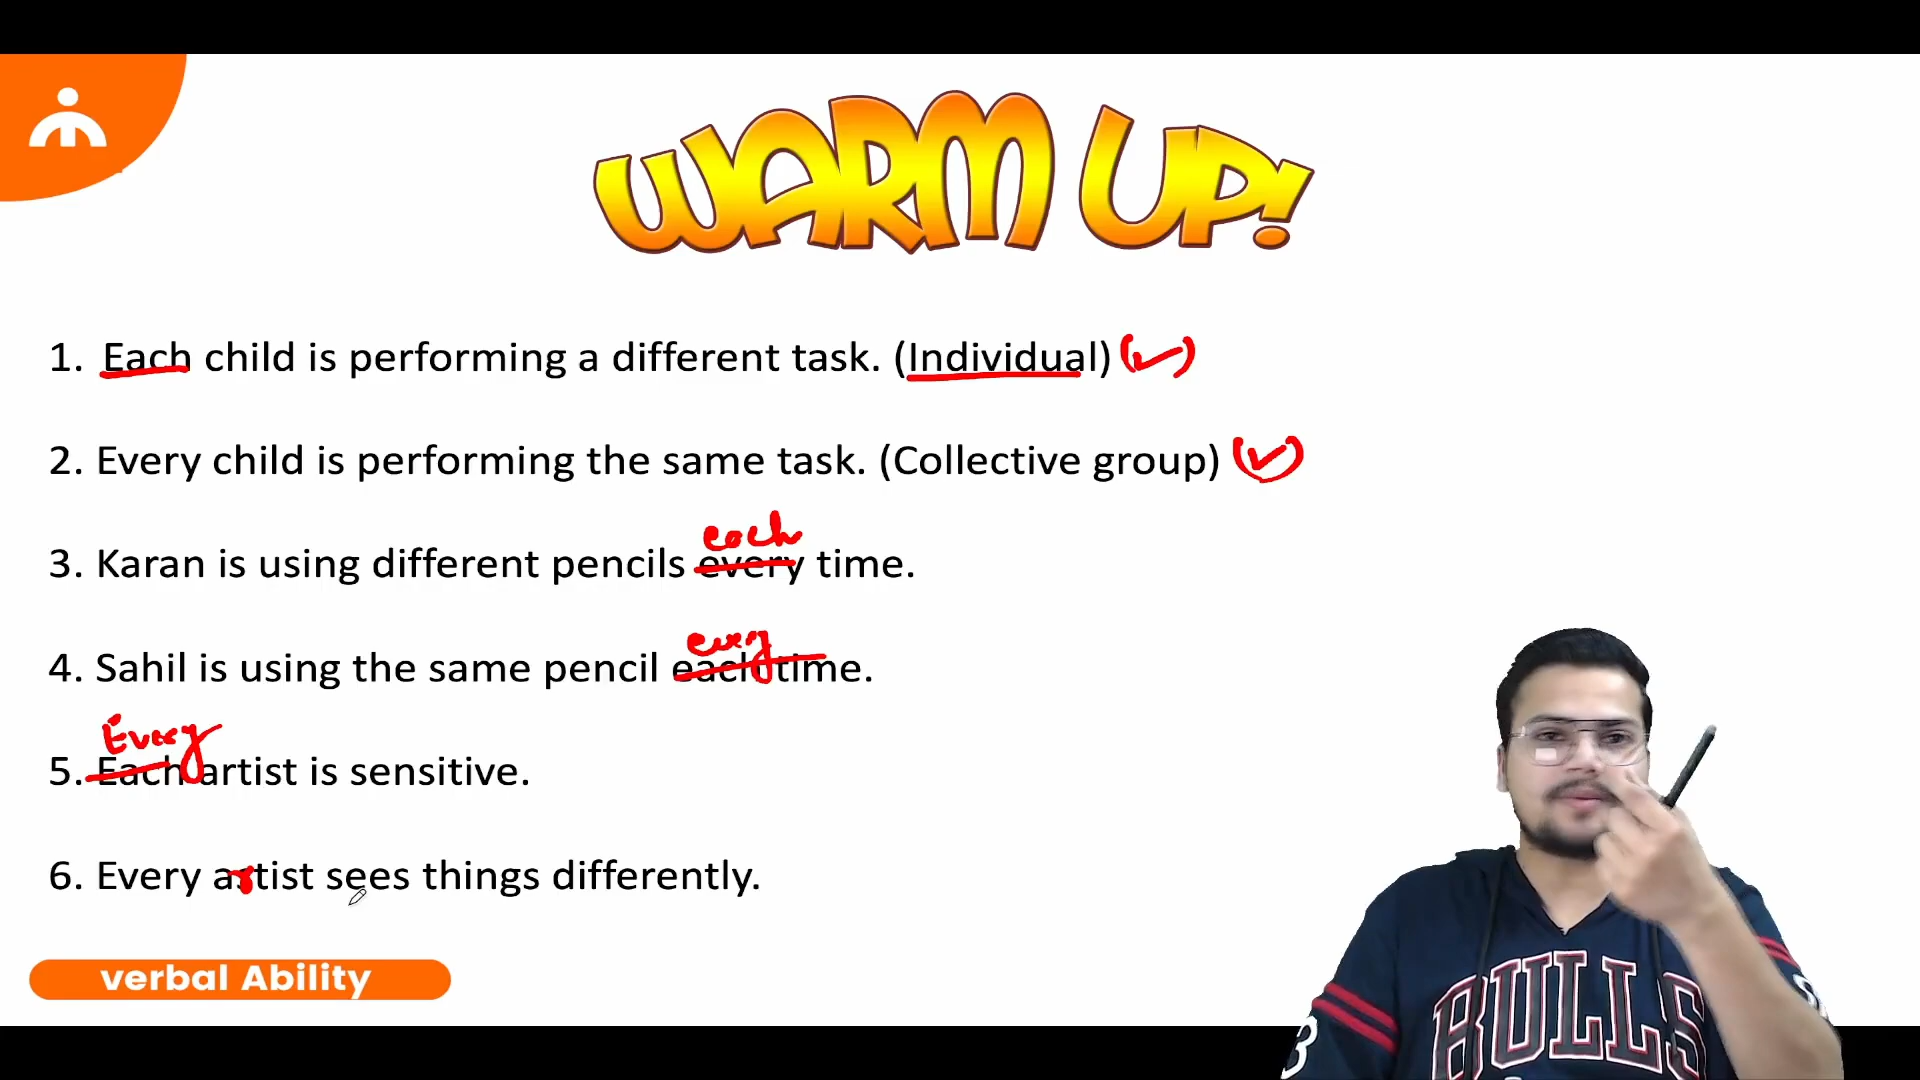 WARM UP!
1. Each child is performing a different task. (Individual)
2. Every child is performing the same task. (Collective group)
each
3. Karan is using different pencils every time.
every
4. Sahil is using the same pencil each time.
Every
5. Each artist is sensitive.
6. Every artist sees things differently.
verbal Ability
BULLS